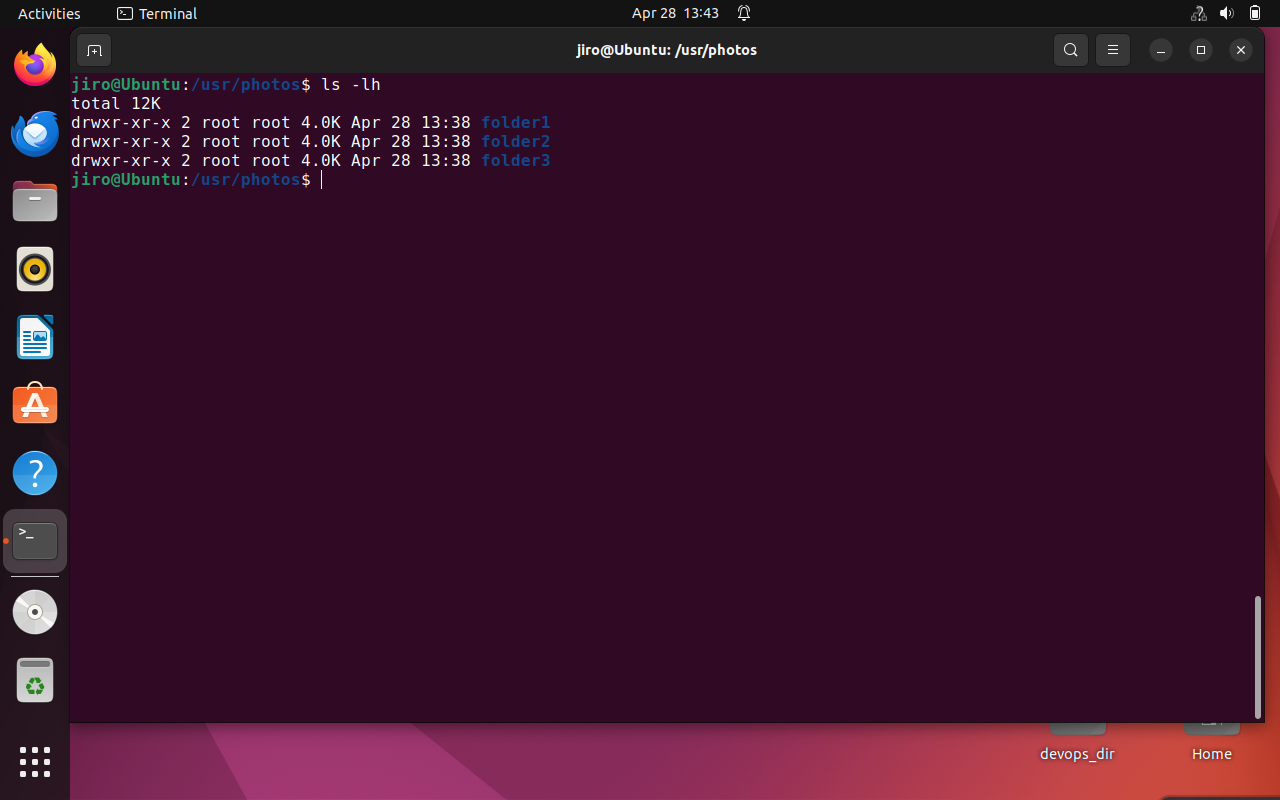 Activities
Terminal
Apr 28 13:43
jiro@Ubuntu: /usr/photos
jiro@Ubuntu:/usr/photos$ ls -lh
total 12K
drwxr-xr-x 2 root root 4.0K Apr 28 13:38 folder1
drwxr-xr-x 2 root root 4.0K Apr 28 13:38 folder2
drwxr-xr-x 2 root root 4.0K Apr 28 13:38 folder3
jiro@Ubuntu:/usr/photos$
devops_dir
Home